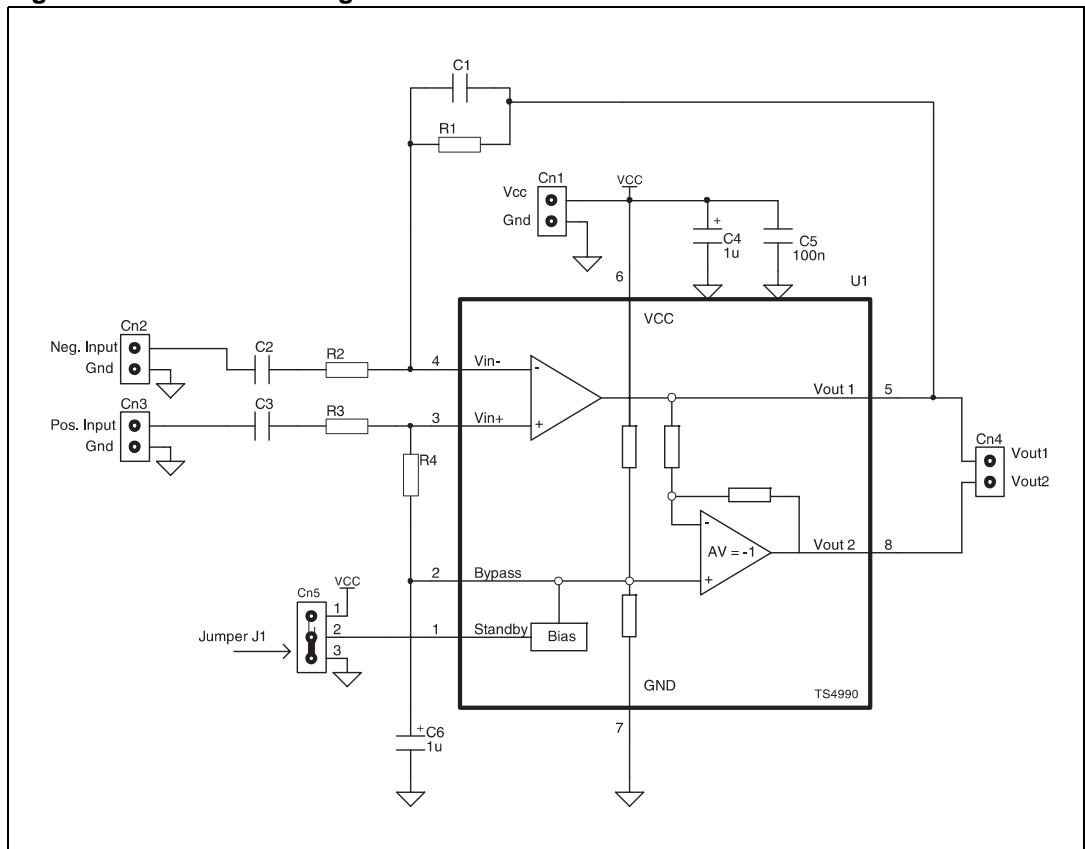 C1
R1
Cn1
Vcc
VCC
Gnd
+
C4
1u
C5
100n
6
U1
Cn2
VCC
Neg. Input
C2
R2
4
Vin-
-
Gnd
Cn3
C3
R3
3
Vin+
+
Vout 1
5
Pos. Input
Gnd
R4
Cn4
Vout1
Vout2
-
AV = -1
+
Vout 2
8
2
Bypass
Cn5
VCC
1
2
3
1
Standby
Bias
Jumper J1
GND
TS4990
7
+
C6
1u